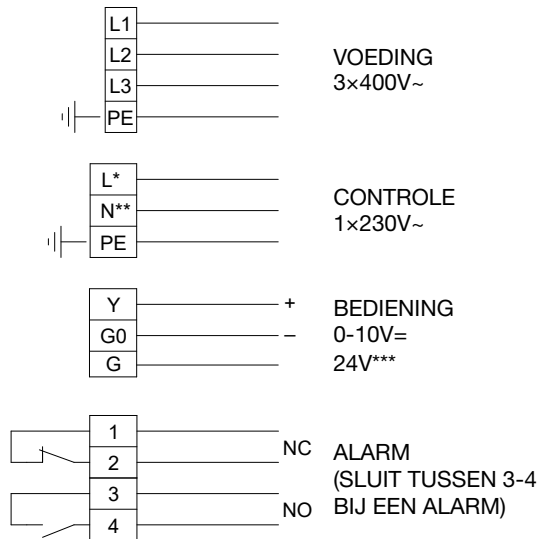 L1
L2
L3
PE
VOEDING
3×400V~
L*
N**
PE
CONTROLE
1×230V~
Y
G0
G
+
–
BEDIENING
0-10V=
24V***
1
2
3
4
NC
NO
ALARM
(SLUIT TUSSEN 3-4
BIJ EEN ALARM)